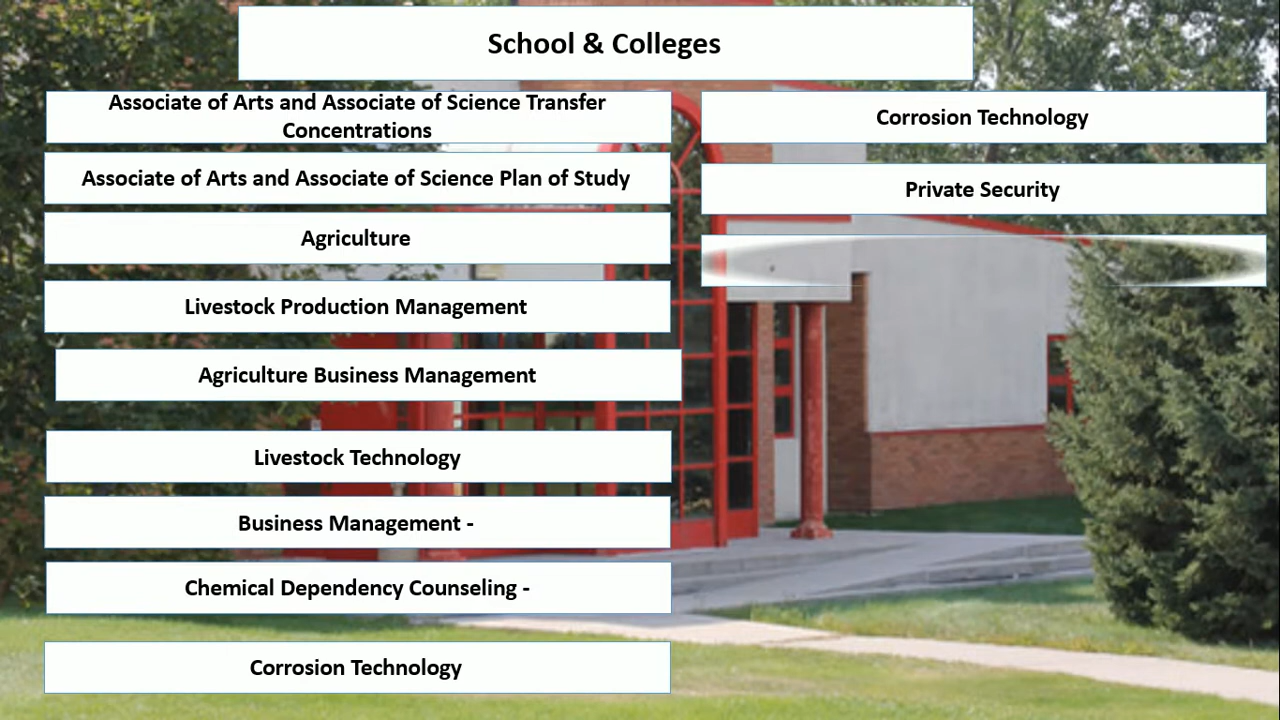 School & Colleges
Associate of Arts and Associate of Science Transfer
Concentrations
Associate of Arts and Associate of Science Plan of Study
Agriculture
Livestock Production Management
Agriculture Business Management
Livestock Technology
Business Management -
Chemical Dependency Counseling -
Corrosion Technology
Corrosion Technology
Private Security